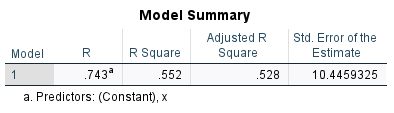 Model Summary
Model R R Square Adjusted R Square Std. Error of the Estimate
1 .743a .552 .528 10.4459325
a. Predictors: (Constant), x